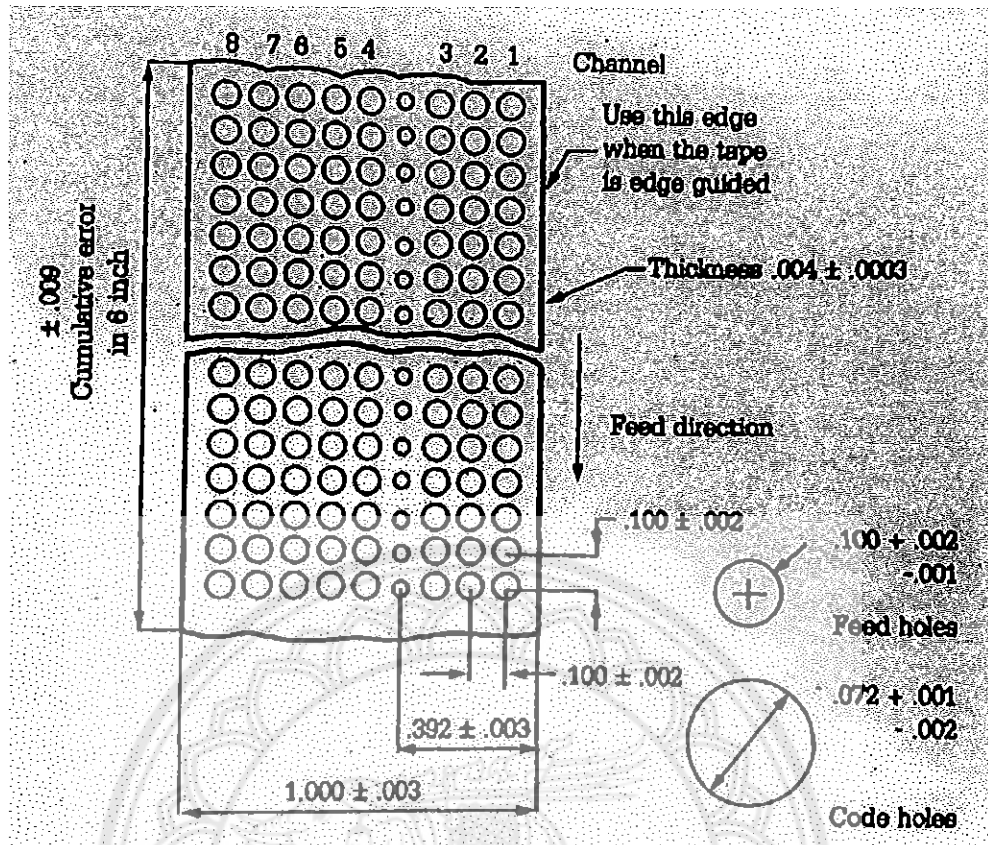 8 7 6 5 4 3 2 1
Channel
Use this edge
when the tape
is edge guided
± .009
Cumulative error
in 6 inch
Thickness .004 ± .0003
Feed direction
.100 ± .002
.100 + .002
-.001
Feed holes
.100 ± .002
.072 + .001
- .002
.392 ± .003
1.000 ± .003
Code holes